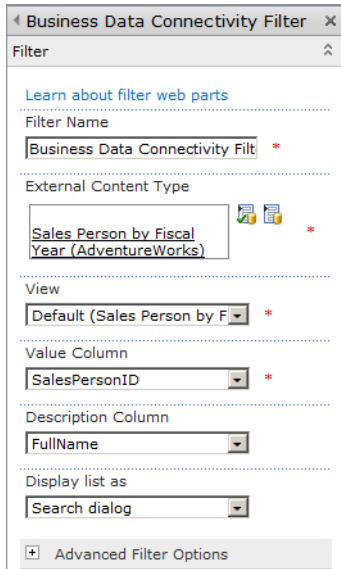 Business Data Connectivity Filter
Filter
Learn about filter web parts
Filter Name
Business Data Connectivity Filt *
External Content Type
Sales Person by Fiscal
Year (AdventureWorks)
*
View
Default (Sales Person by F *
Value Column
SalesPersonID *
Description Column
FullName
Display list as
Search dialog
+ Advanced Filter Options